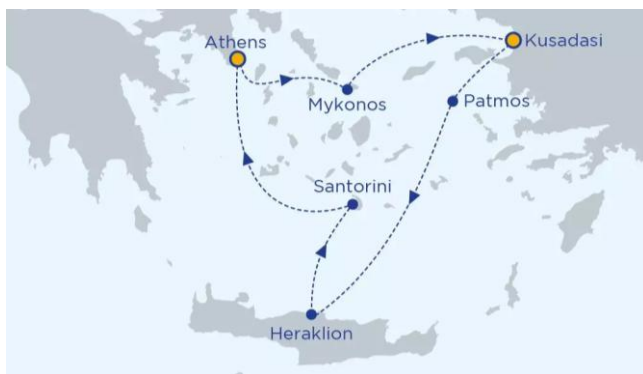 Athens
Kusadasi
Mykonos
Patmos
Santorini
Heraklion